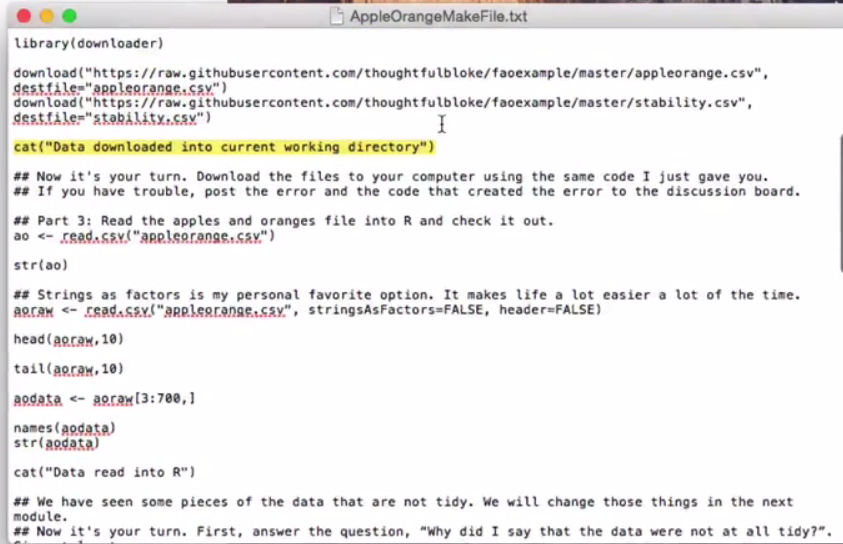 AppleOrangeMakeFile.txt
library(downloader)
download("https://raw.githubusercontent.com/thoughtfulbloke/faoexample/master/appleorange.csv",
destfile="appleorange.csv")
download("https://raw.githubusercontent.com/thoughtfulbloke/faoexample/master/stability.csv",
destfile="stability.csv")
cat("Data downloaded into current working directory")
## Now it's your turn. Download the files to your computer using the same code I just gave you.
## If you have trouble, post the error and the code that created the error to the discussion board.
## Part 3: Read the apples and oranges file into R and check it out.
ao <- read.csv("appleorange.csv")
str(ao)
## Strings as factors is my personal favorite option. It makes life a lot easier a lot of the time.
aoraw <- read.csv("appleorange.csv", stringsAsFactors=FALSE, header=FALSE)
head(aoraw,10)
tail(aoraw,10)
aodata <- aoraw[3:700,]
names(aodata)
str(aodata)
cat("Data read into R")
## We have seen some pieces of the data that are not tidy. We will change those things in the next
module.
## Now it's your turn. First, answer the question, “Why did I say that the data were not at all tidy?”.